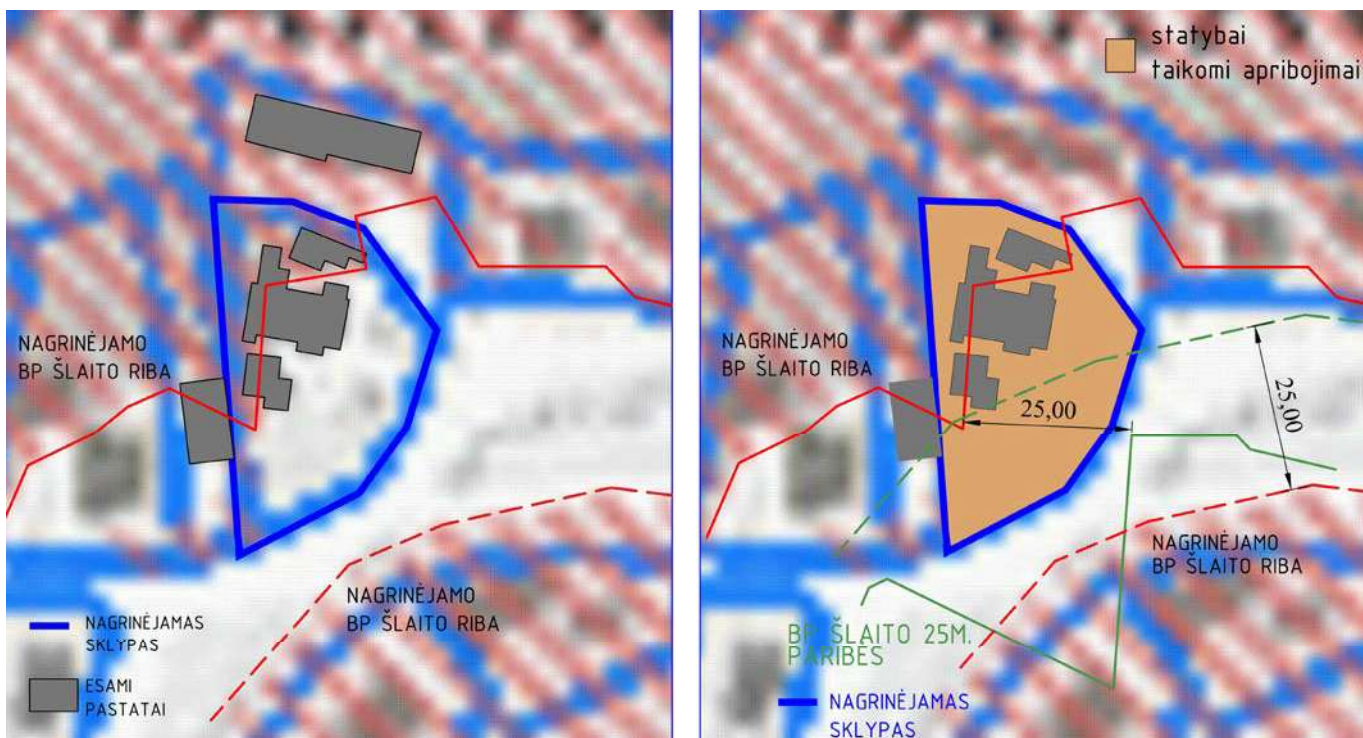 NAGRINĖJAMO
BP ŠLAITO RIBA
NAGRINĖJAMO
BP ŠLAITO RIBA
NAGRINĖJAMAS
SKLYPAS
ESAMI
PASTATAI
statybai
taikomi apribojimai
NAGRINĖJAMO
BP ŠLAITO RIBA
25,00
25,00
NAGRINĖJAMO
BP ŠLAITO RIBA
BP ŠLAITO 25M.
PARIBĖS
NAGRINĖJAMAS
SKLYPAS